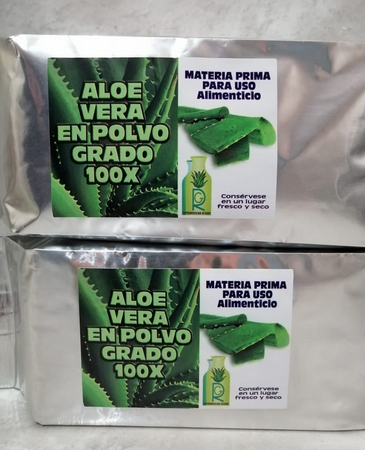 ALOE
VERA
EN POLVO
GRADO
100X
MATERIA PRIMA
PARA USO
Alimenticio
Consérvese
en un lugar
fresco y seco
ALOE
VERA
EN POLVO
GRADO
100X
MATERIA PRIMA
PARA USO
Alimenticio
Consérvese
en un lugar
fresco y seco